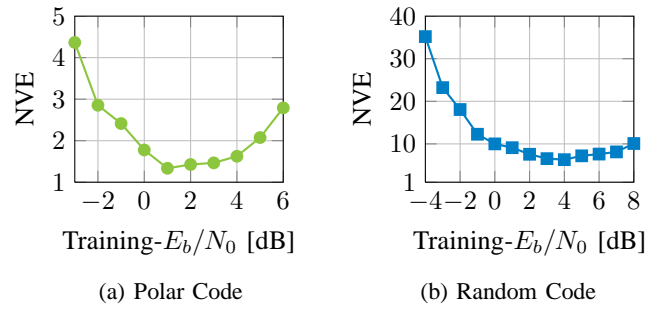 5
4
3
2
1
NVE
−2 0 2 4 6
Training-E_b/N_0 [dB]
(a) Polar Code
40
30
20
10
1
NVE
−4 −2 0 2 4 6 8
Training-E_b/N_0 [dB]
(b) Random Code